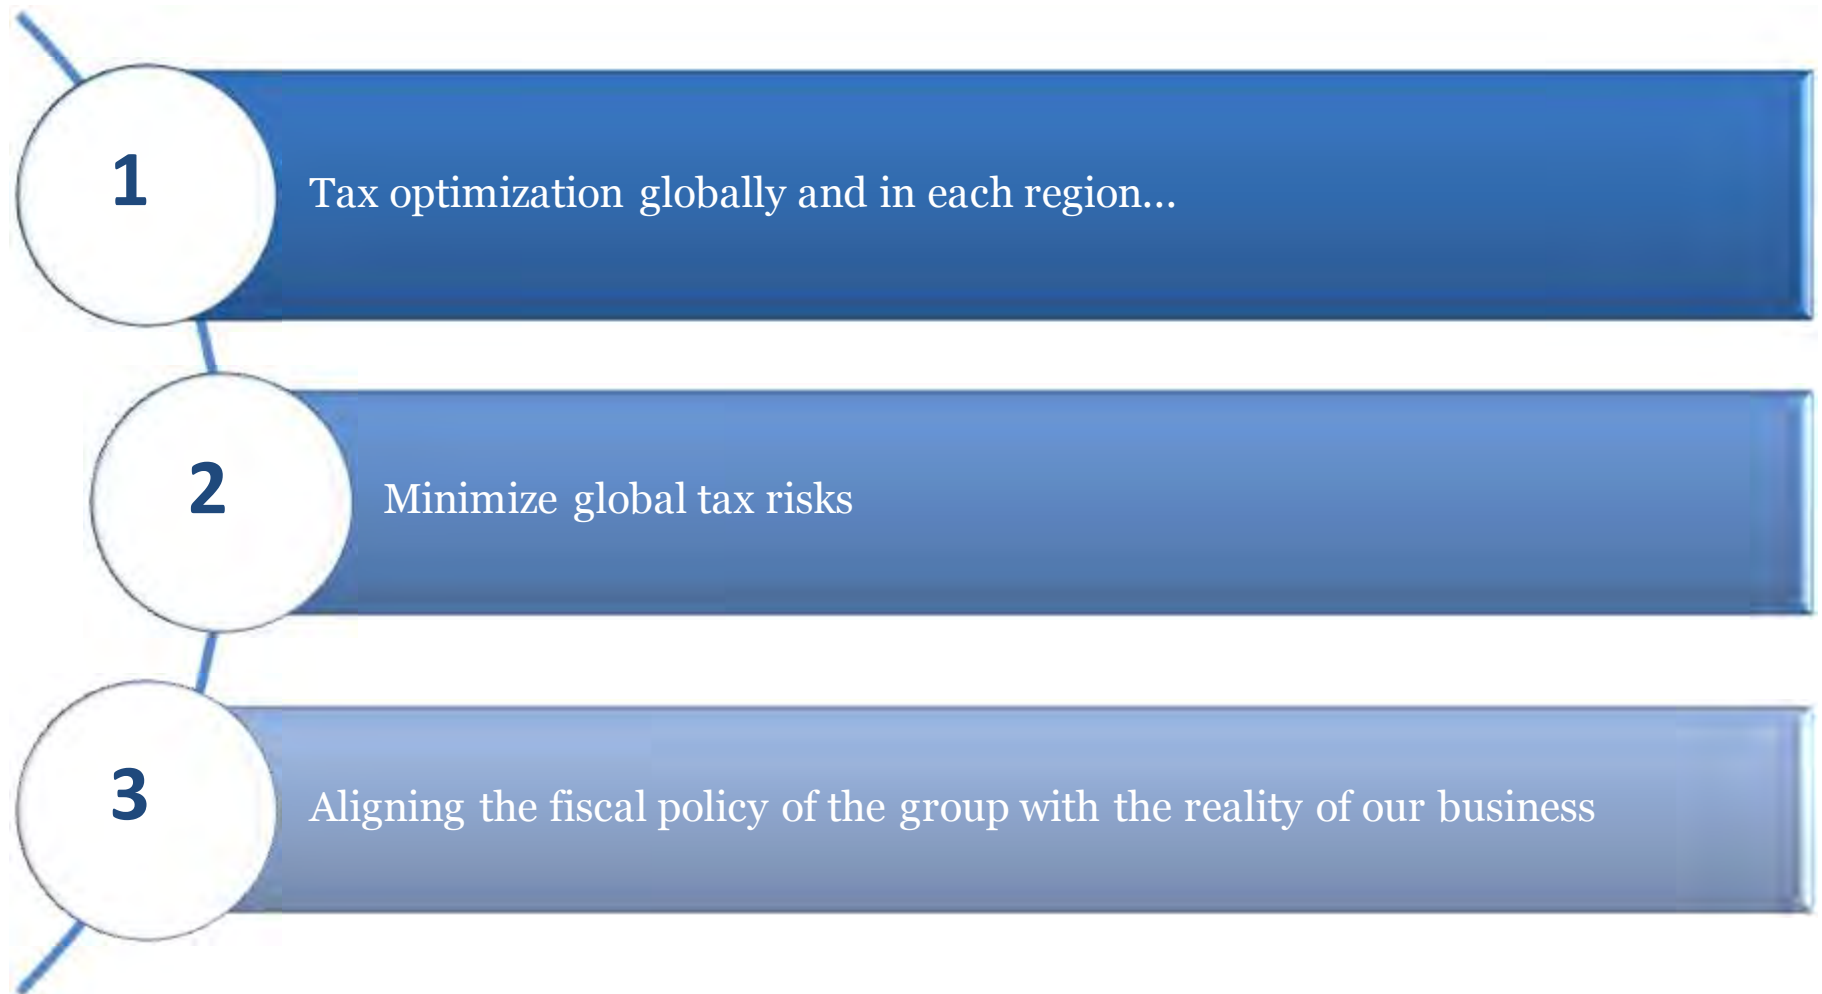 1
Tax optimization globally and in each region...
2
Minimize global tax risks
3
Aligning the fiscal policy of the group with the reality of our business